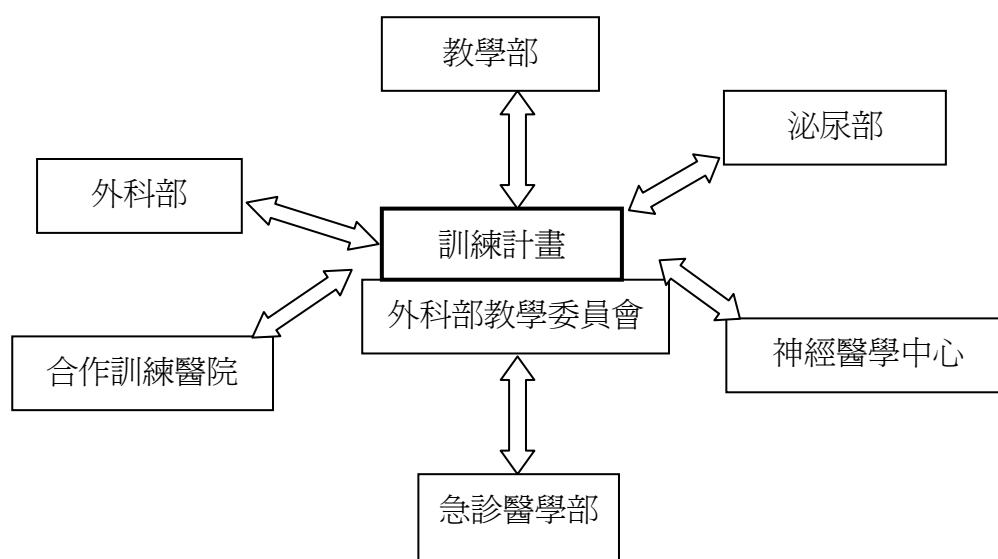 教學部
泌尿部
外科部
訓練計畫
外科部教學委員會
神經醫學中心
合作訓練醫院
急診醫學部